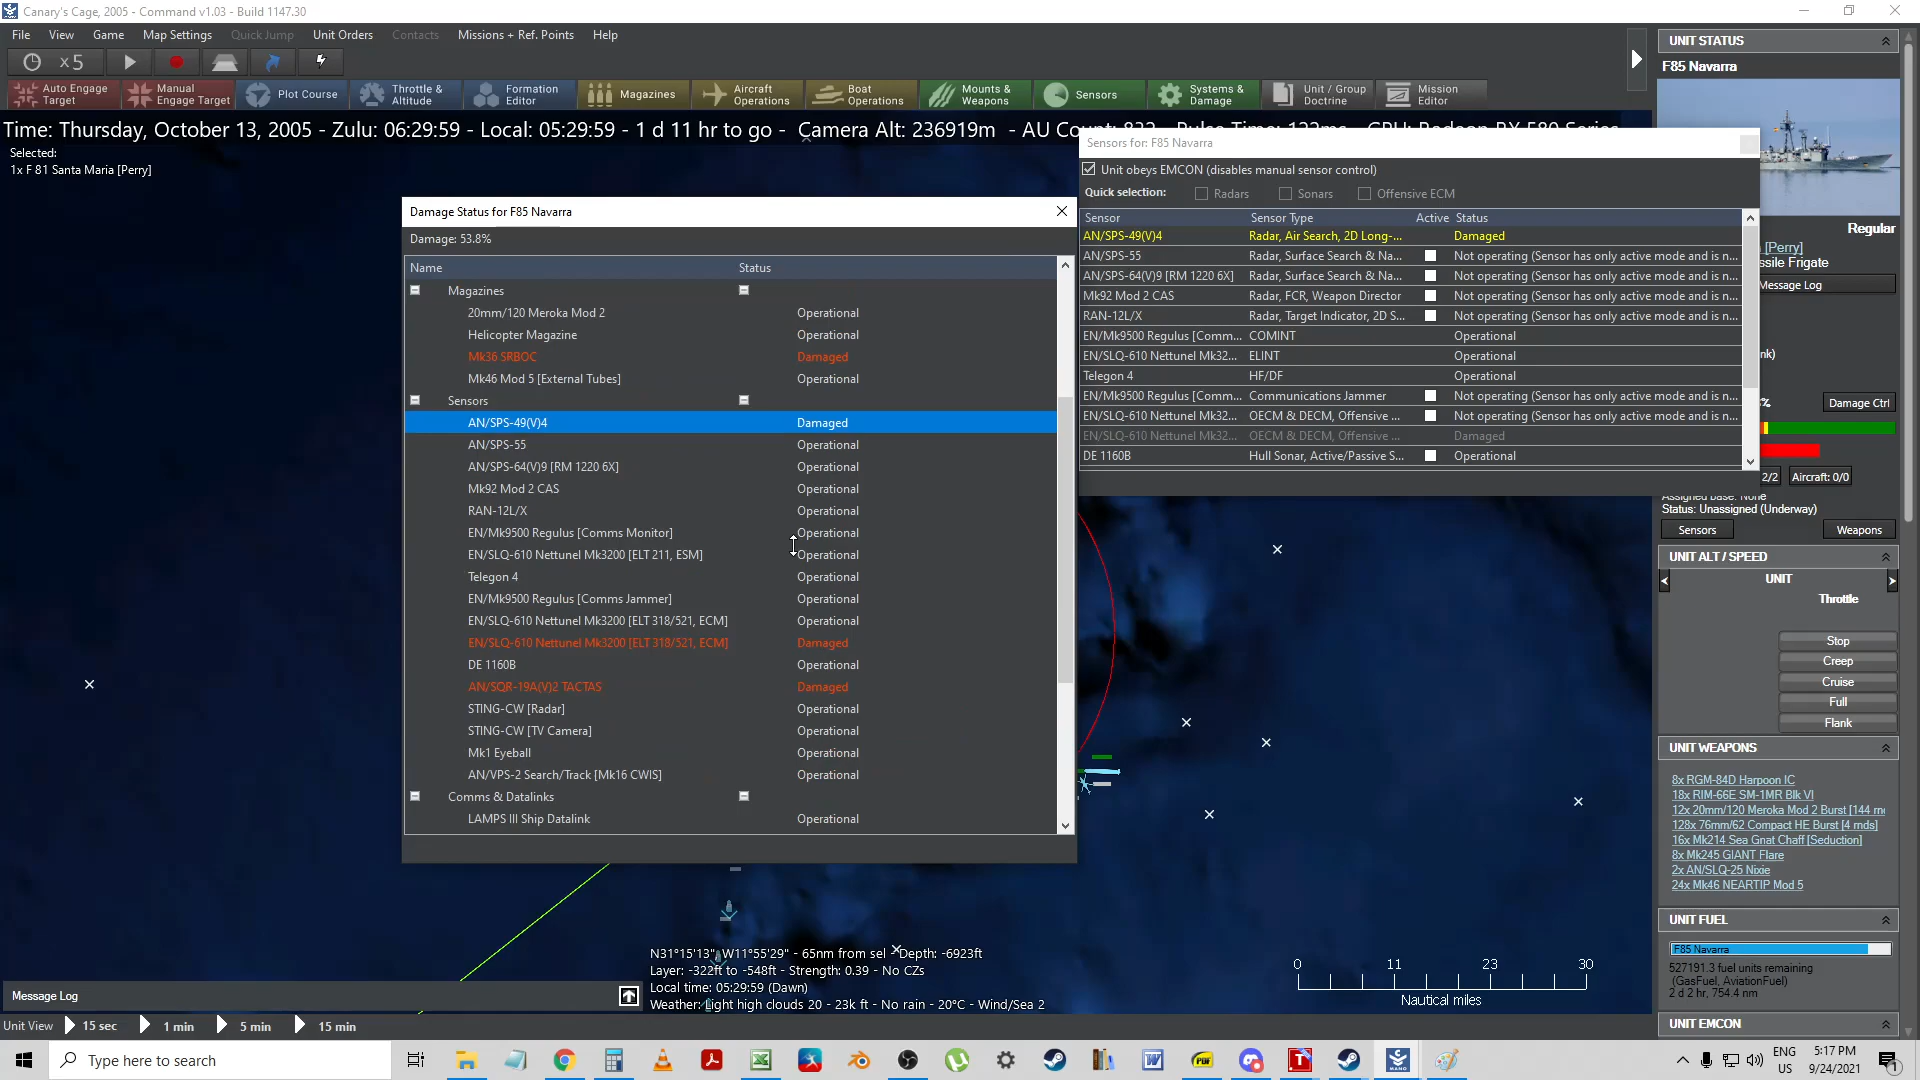 Canary's Cage, 2005 - Command v1.03 - Build 1147.30
File View Game Map Settings Quick Jump Unit Orders Contacts Missions + Ref. Points Help
x 5
Auto Engage Target
Manual Engage Target
Plot Course
Throttle & Altitude
Formation Editor
Magazines
Aircraft Operations
Boat Operations
Mounts & Weapons
Sensors
Systems & Damage
Unit / Group Doctrine
Mission Editor
Time: Thursday, October 13, 2005 - Zulu: 06:29:59 - Local: 05:29:59 - 1 d 11 hr to go - Camera Alt: 236919m - AU Count: 832 - Pulse Time: 122ms - GPU: Radeon RX 580 Series
Selected:
1x F 81 Santa Maria [Perry]
Damage Status for F85 Navarra
Damage: 53.8%
Name Status
Magazines
20mm/120 Meroka Mod 2 Operational
Helicopter Magazine Operational
Mk36 SRBOC Damaged
Mk46 Mod 5 [External Tubes] Operational
Sensors
AN/SPS-49(V)4 Damaged
AN/SPS-55 Operational
AN/SPS-64(V)9 [RM 1220 6X] Operational
Mk92 Mod 2 CAS Operational
RAN-12L/X Operational
EN/Mk9500 Regulus [Comms Monitor] Operational
EN/SLQ-610 Nettunel Mk3200 [ELT 211, ESM] Operational
Telegon 4 Operational
EN/Mk9500 Regulus [Comms Jammer] Operational
EN/SLQ-610 Nettunel Mk3200 [ELT 318/521, ECM] Operational
EN/SLQ-610 Nettunel Mk3200 [ELT 318/521, ECM] Damaged
DE 1160B Operational
AN/SQR-19A(V)2 TACTAS Damaged
STING-CW [Radar] Operational
STING-CW [TV Camera] Operational
Mk1 Eyeball Operational
AN/VPS-2 Search/Track [Mk16 CWIS] Operational
Comms & Datalinks
LAMPS III Ship Datalink Operational
Sensors for: F85 Navarra
Unit obeys EMCON (disables manual sensor control)
Quick selection: Radars Sonars Offensive ECM
Sensor Sensor Type Active Status
AN/SPS-49(V)4 Radar, Air Search, 2D Long-... Damaged
AN/SPS-55 Radar, Surface Search & Na... Not operating (Sensor has only active mode and is n...
AN/SPS-64(V)9 [RM 1220 6X] Radar, Surface Search & Na... Not operating (Sensor has only active mode and is n...
Mk92 Mod 2 CAS Radar, FCR, Weapon Director Not operating (Sensor has only active mode and is n...
RAN-12L/X Radar, Target Indicator, 2D S... Not operating (Sensor has only active mode and is n...
EN/Mk9500 Regulus [Comm... COMINT Operational
EN/SLQ-610 Nettunel Mk32... ELINT Operational
Telegon 4 HF/DF Operational
EN/Mk9500 Regulus [Comm... Communications Jammer Not operating (Sensor has only active mode and is n...
EN/SLQ-610 Nettunel Mk32... OECM & DECM, Offensive ... Not operating (Sensor has only active mode and is n...
EN/SLQ-610 Nettunel Mk32... OECM & DECM, Offensive ... Damaged
DE 1160B Hull Sonar, Active/Passive S... Operational
UNIT STATUS
F85 Navarra
Regular
[Perry]
ssile Frigate
Message Log
nk)
%
Damage Ctrl
2/2 Aircraft: 0/0
Assigned Base: None
Status: Unassigned (Underway)
Sensors Weapons
UNIT ALT / SPEED
UNIT
Throttle
Stop
Creep
Cruise
Full
Flank
UNIT WEAPONS
8x RGM-84D Harpoon IC
18x RIM-66E SM-1MR Blk VI
12x 20mm/120 Meroka Mod 2 Burst [144 rn
128x 76mm/62 Compact HE Burst [4 rnds]
16x Mk214 Sea Gnat Chaff [Seduction]
8x Mk245 GIANT Flare
2x AN/SLQ-25 Nixie
24x Mk46 NEARTIP Mod 5
UNIT FUEL
F85 Navarra
527191.3 fuel units remaining
(GasFuel, AviationFuel)
2 d 2 hr, 754.4 nm
UNIT EMCON
N31°15'13", W11°55'29" - 65nm from sel - Depth: -6923ft
Layer: -322ft to -548ft - Strength: 0.39 - No CZs
Local time: 05:29:59 (Dawn)
Weather: Light high clouds 20 - 23k ft - No rain - 20°C - Wind/Sea 2
0 11 23 30
Nautical miles
Message Log
Unit View 15 sec 1 min 5 min 15 min
Type here to search
ENG
US
5:17 PM
9/24/2021
1